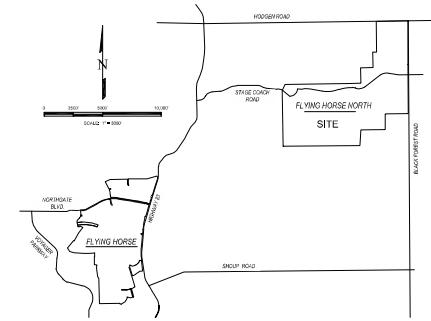 HODGEN ROAD
N
0 2500' 5000' 10,000'
SCALE: 1" = 5000'
STAGE COACH
ROAD
FLYING HORSE NORTH
SITE
BLACK FOREST ROAD
NORTHGATE
BLVD.
HIGHWAY 83
VOYAGER
PARKWAY
FLYING HORSE
SHOUP ROAD